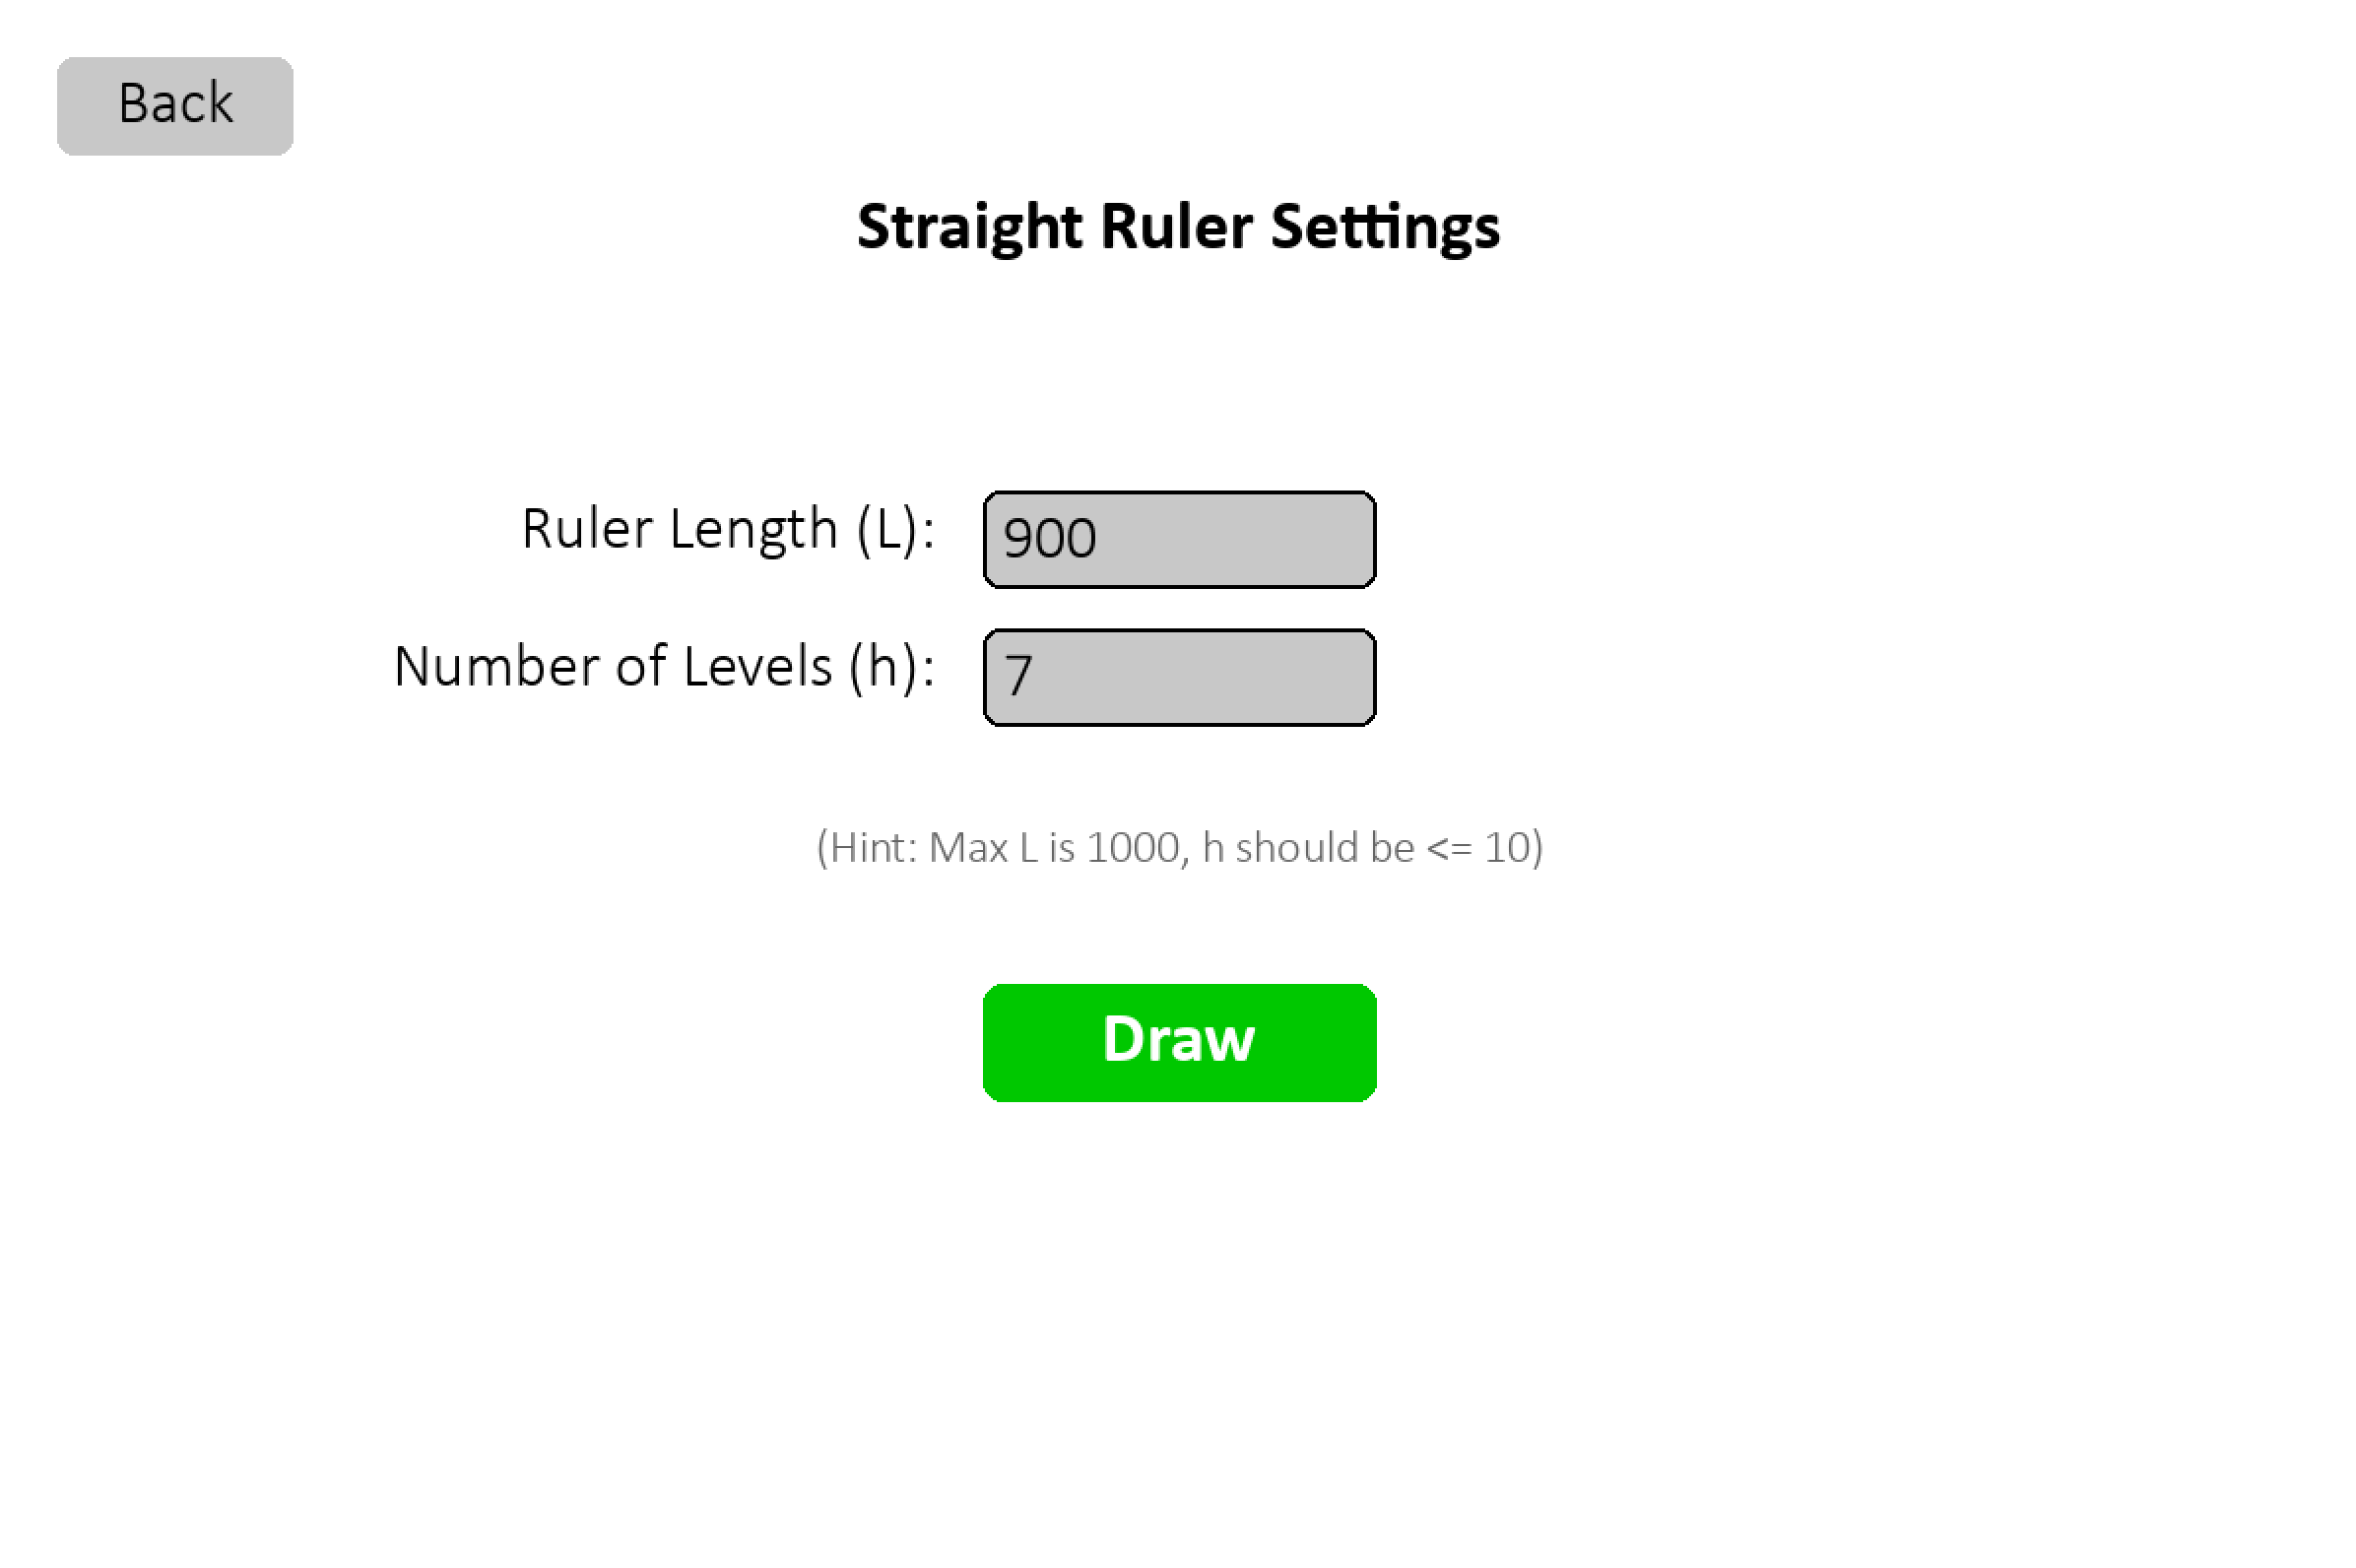 Back
Straight Ruler Settings
Ruler Length (L): 900
Number of Levels (h): 7
(Hint: Max L is 1000, h should be <= 10)
Draw